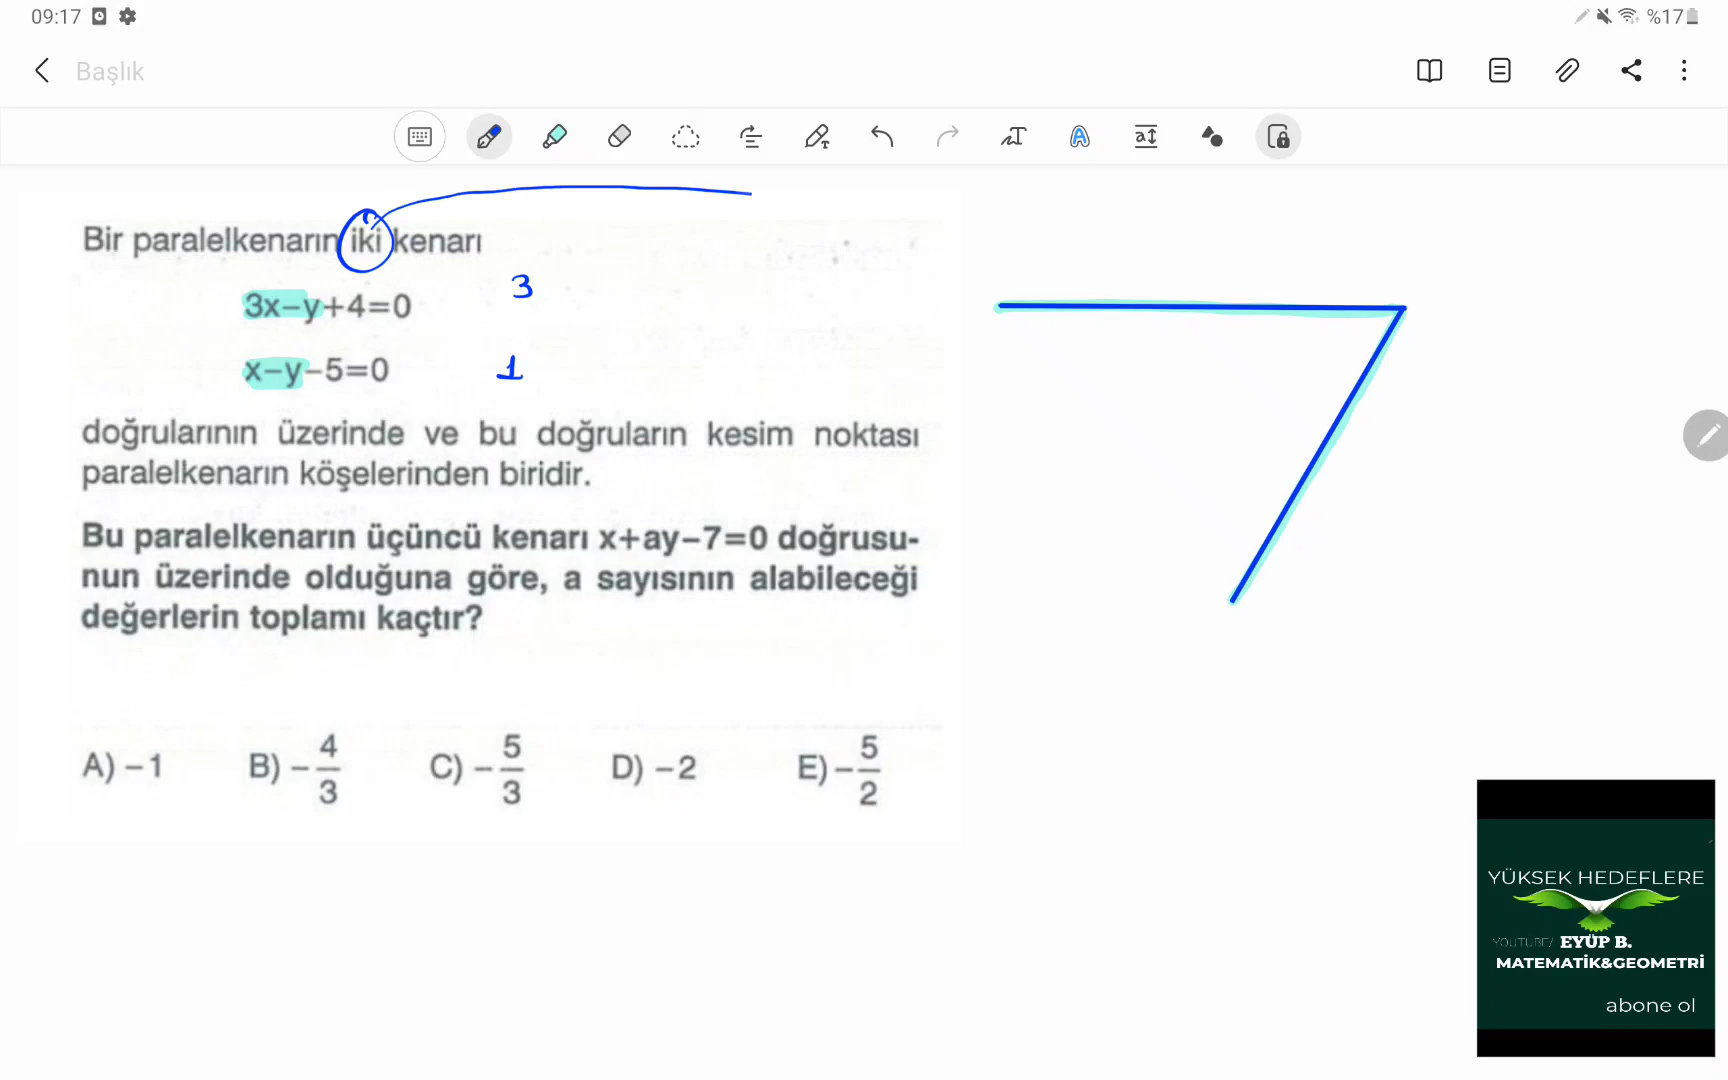 09:17
%17
Başlık
Bir paralelkenarın iki kenarı
3x−y+4=0
3
x−y−5=0
1
doğrularının üzerinde ve bu doğruların kesim noktası
paralelkenarın köşelerinden biridir.
Bu paralelkenarın üçüncü kenarı x+ay−7=0 doğrusu-
nun üzerinde olduğuna göre, a sayısının alabileceği
değerlerin toplamı kaçtır?
A) −1 B) −4/3 C) −5/3 D) −2 E) −5/2
YÜKSEK HEDEFLERE
YOUTUBE/ EYÜP B.
MATEMATİK&GEOMETRİ
abone ol